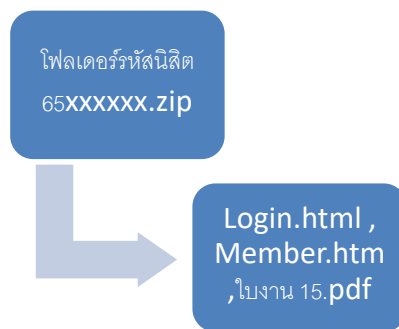 โฟลเดอร์รหัสนิสิต
65xxxxxx.zip
Login.html ,
Member.htm
,ใบงาน 15.pdf